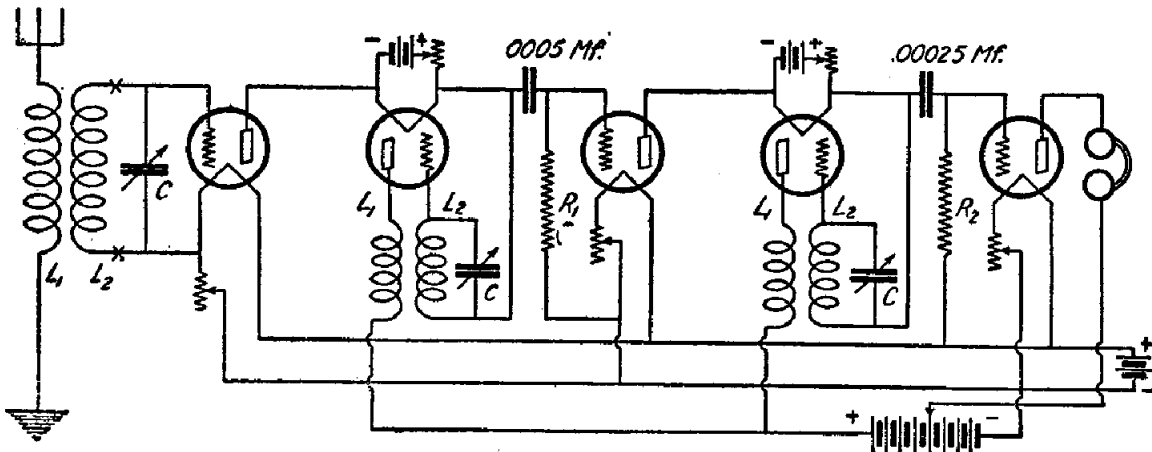 - +
.0005 Mf.
- +
.00025 Mf.
C
L1 L2
L1 L2
C
R1
L1 L2
C
R2
+
-
+ -